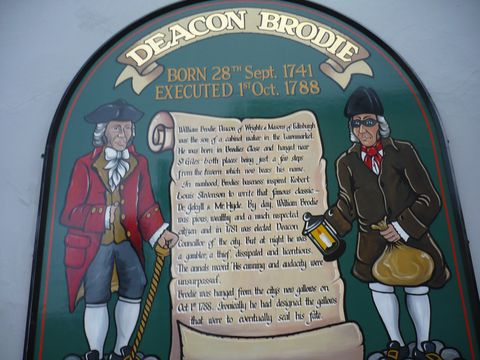 DEACON BRODIE
BORN 28TH Sept. 1741
EXECUTED 1ST Oct. 1788
William Brodie, Deacon of Wrights & Masons of Edinburgh
was the son of a cabinet maker in the Lawnmarket.
He was born in Brodies Close and hanged near
St Giles both places being just a few steps
from the tavern which now bears his name.
In manhood, Brodies business inspired Robert
Louis Stevenson to write that famous classic -
Dr Jekyll & Mr. Hyde. By day, William Brodie
was pious, wealthy and a much respected
citizen and in 1781 was elected Deacon
Councillor of the city. But at night he was
a gambler, a thief, dissipated and licentious.
The annals record 'His cunning and audacity were
unsurpassed'.
Brodie was hanged from the city's new gallows on
Oct 1st 1788. Ironically he had designed the gallows
that were to eventually seal his fate.